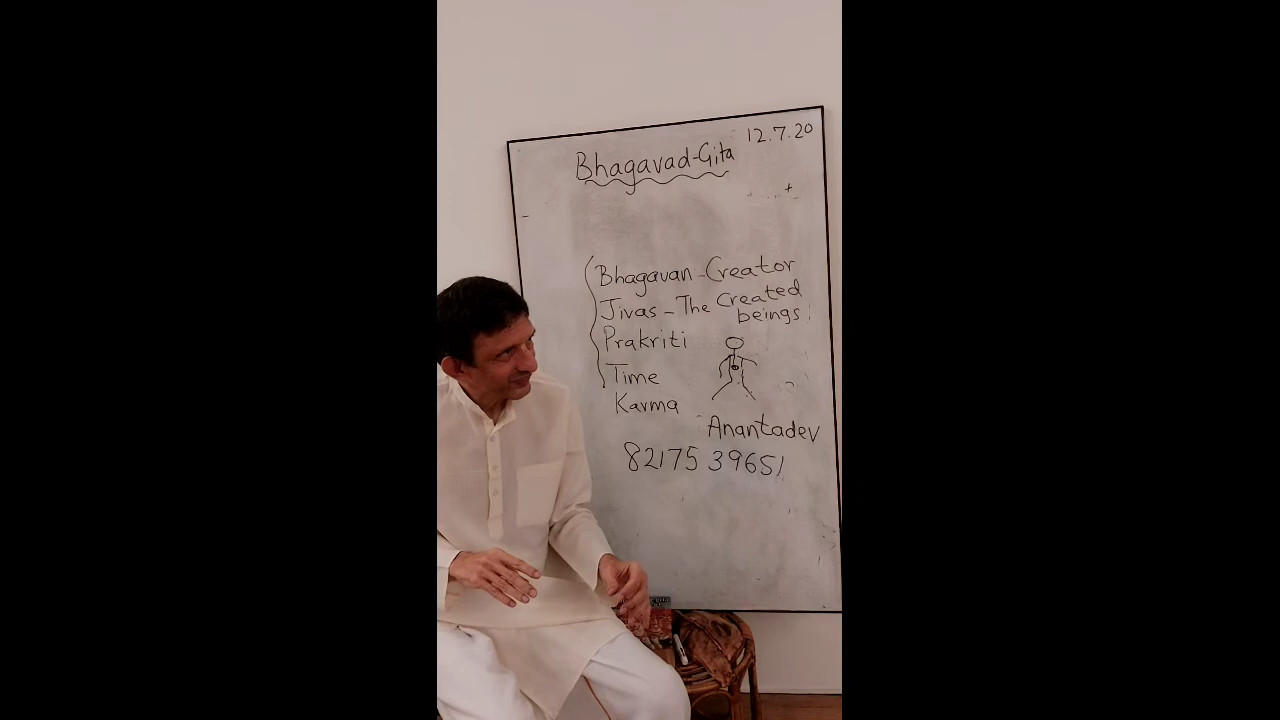 12.7.20
Bhagavad-Gita
Bhagavan - Creator
Jivas - The Created
beings.
Prakriti
Time
Karma
Anantadev
82175 39651